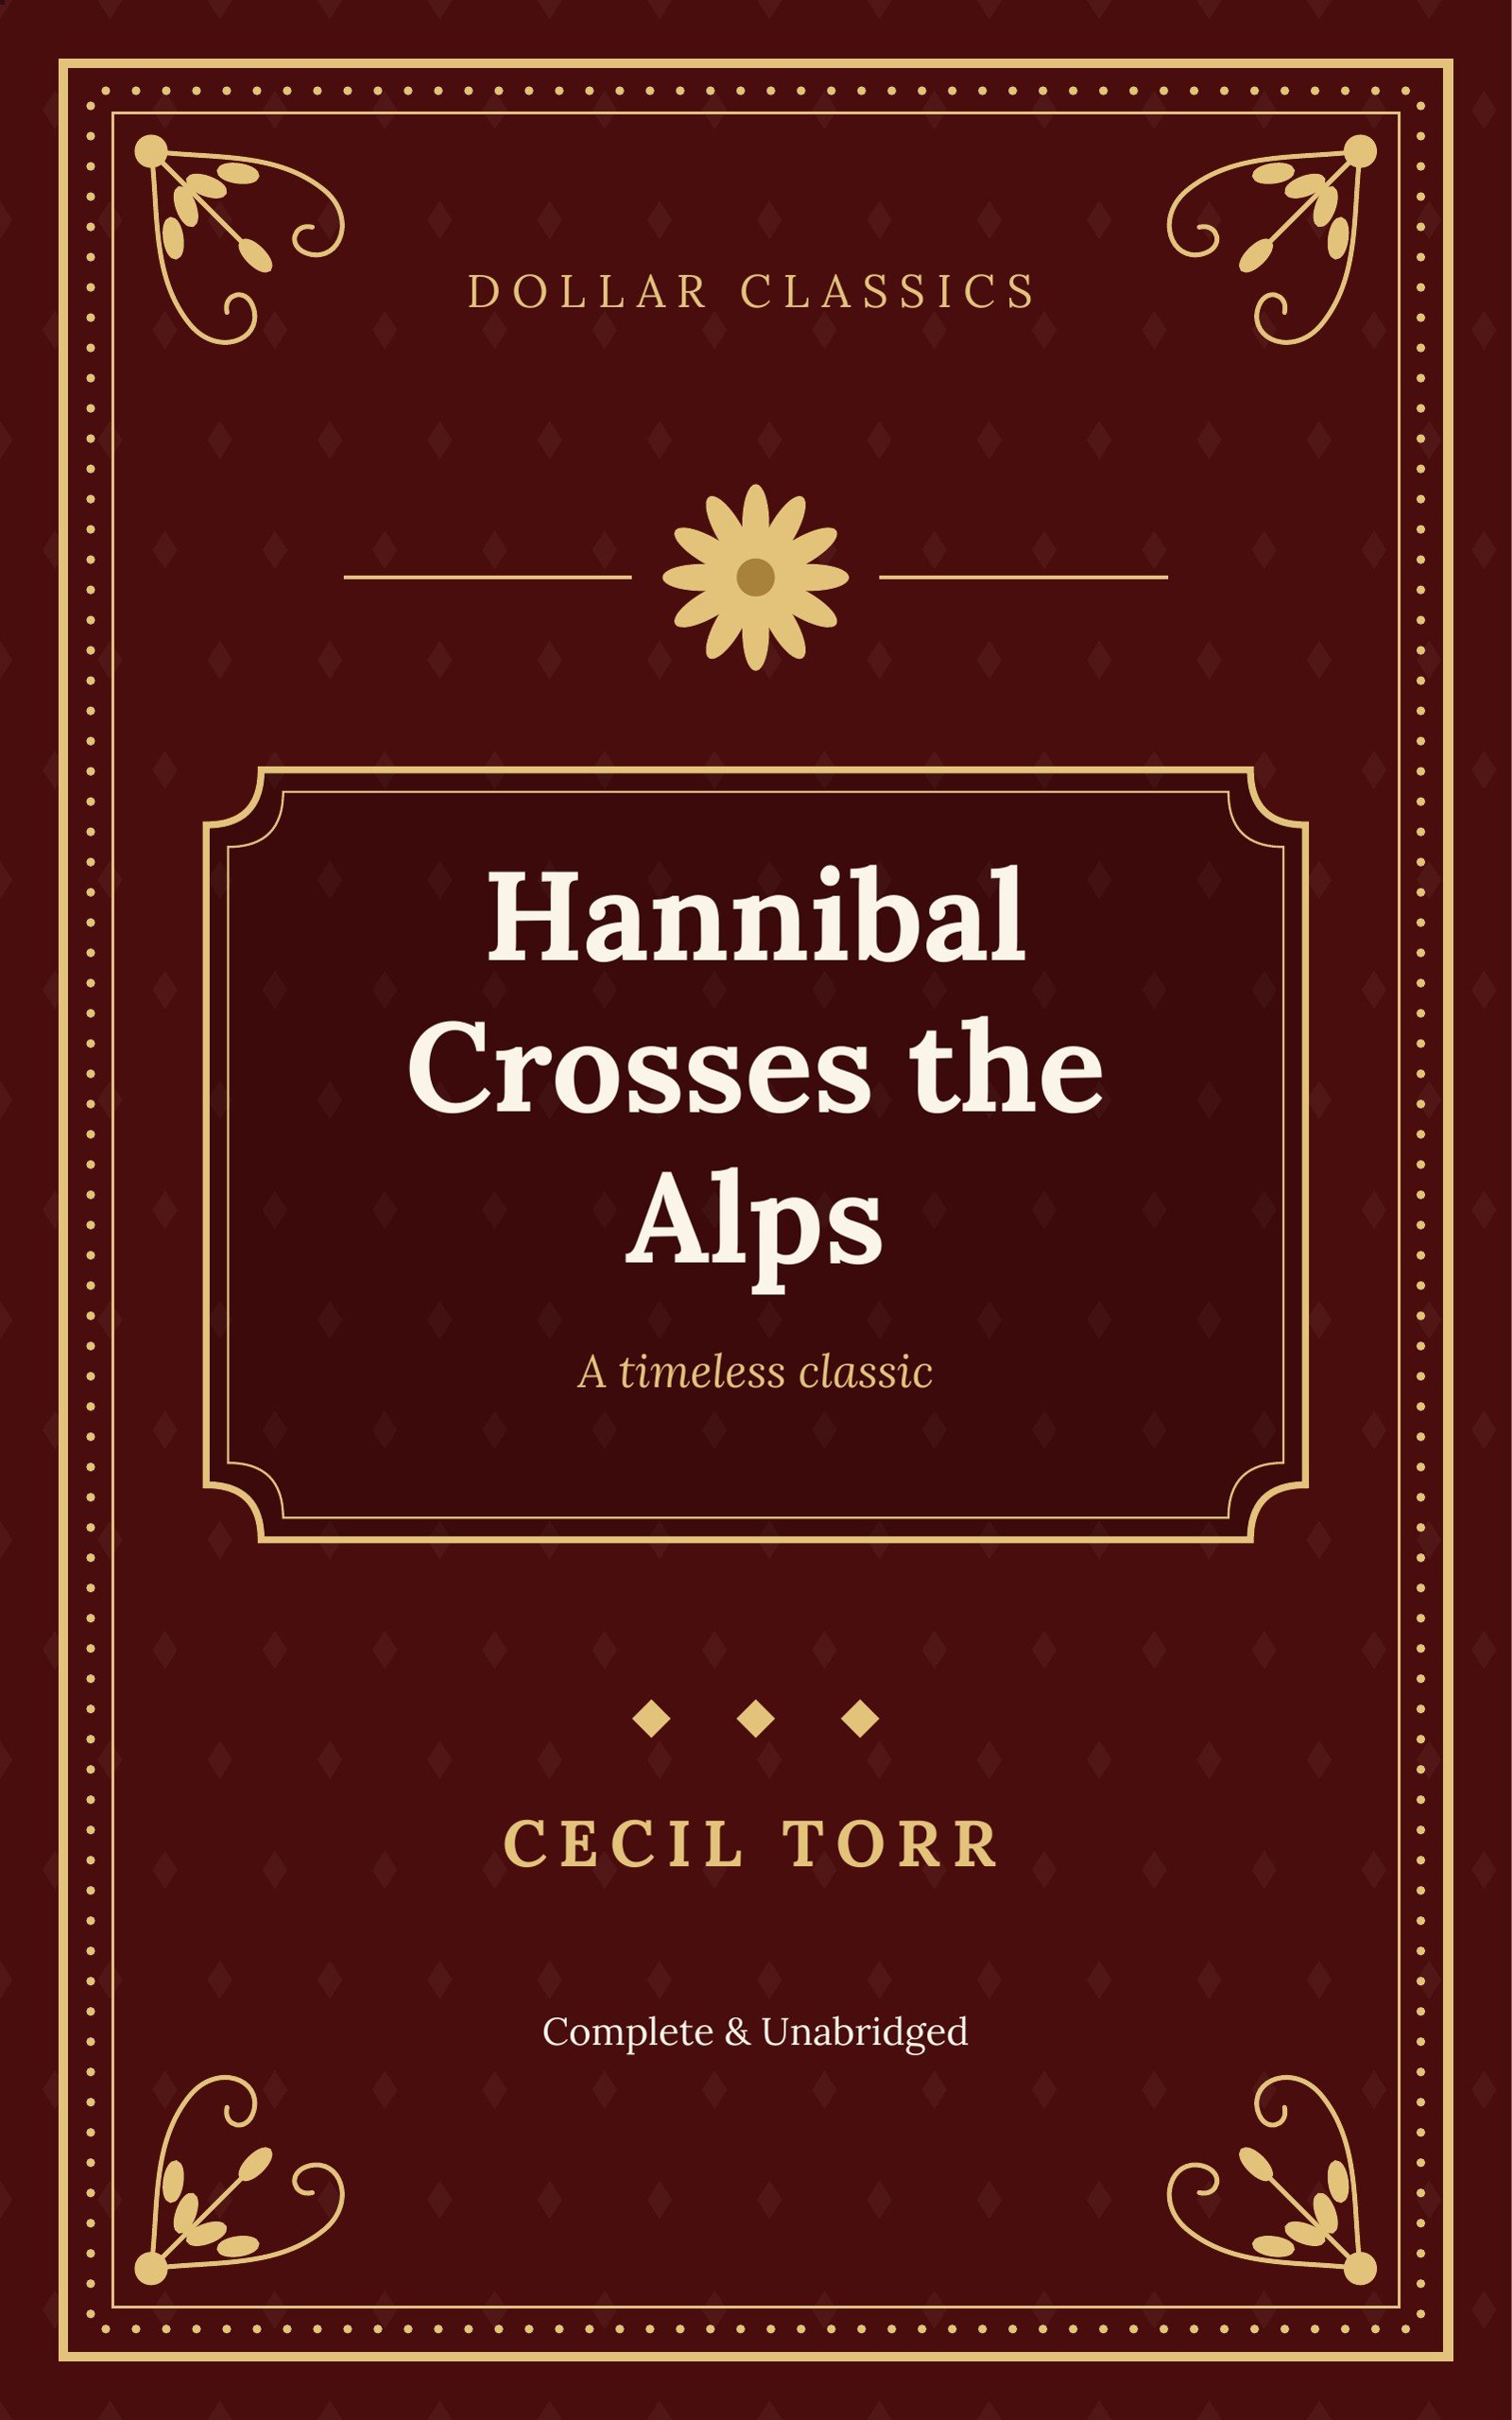 DOLLAR CLASSICS
Hannibal
Crosses the
Alps
A timeless classic
CECIL TORR
Complete & Unabridged